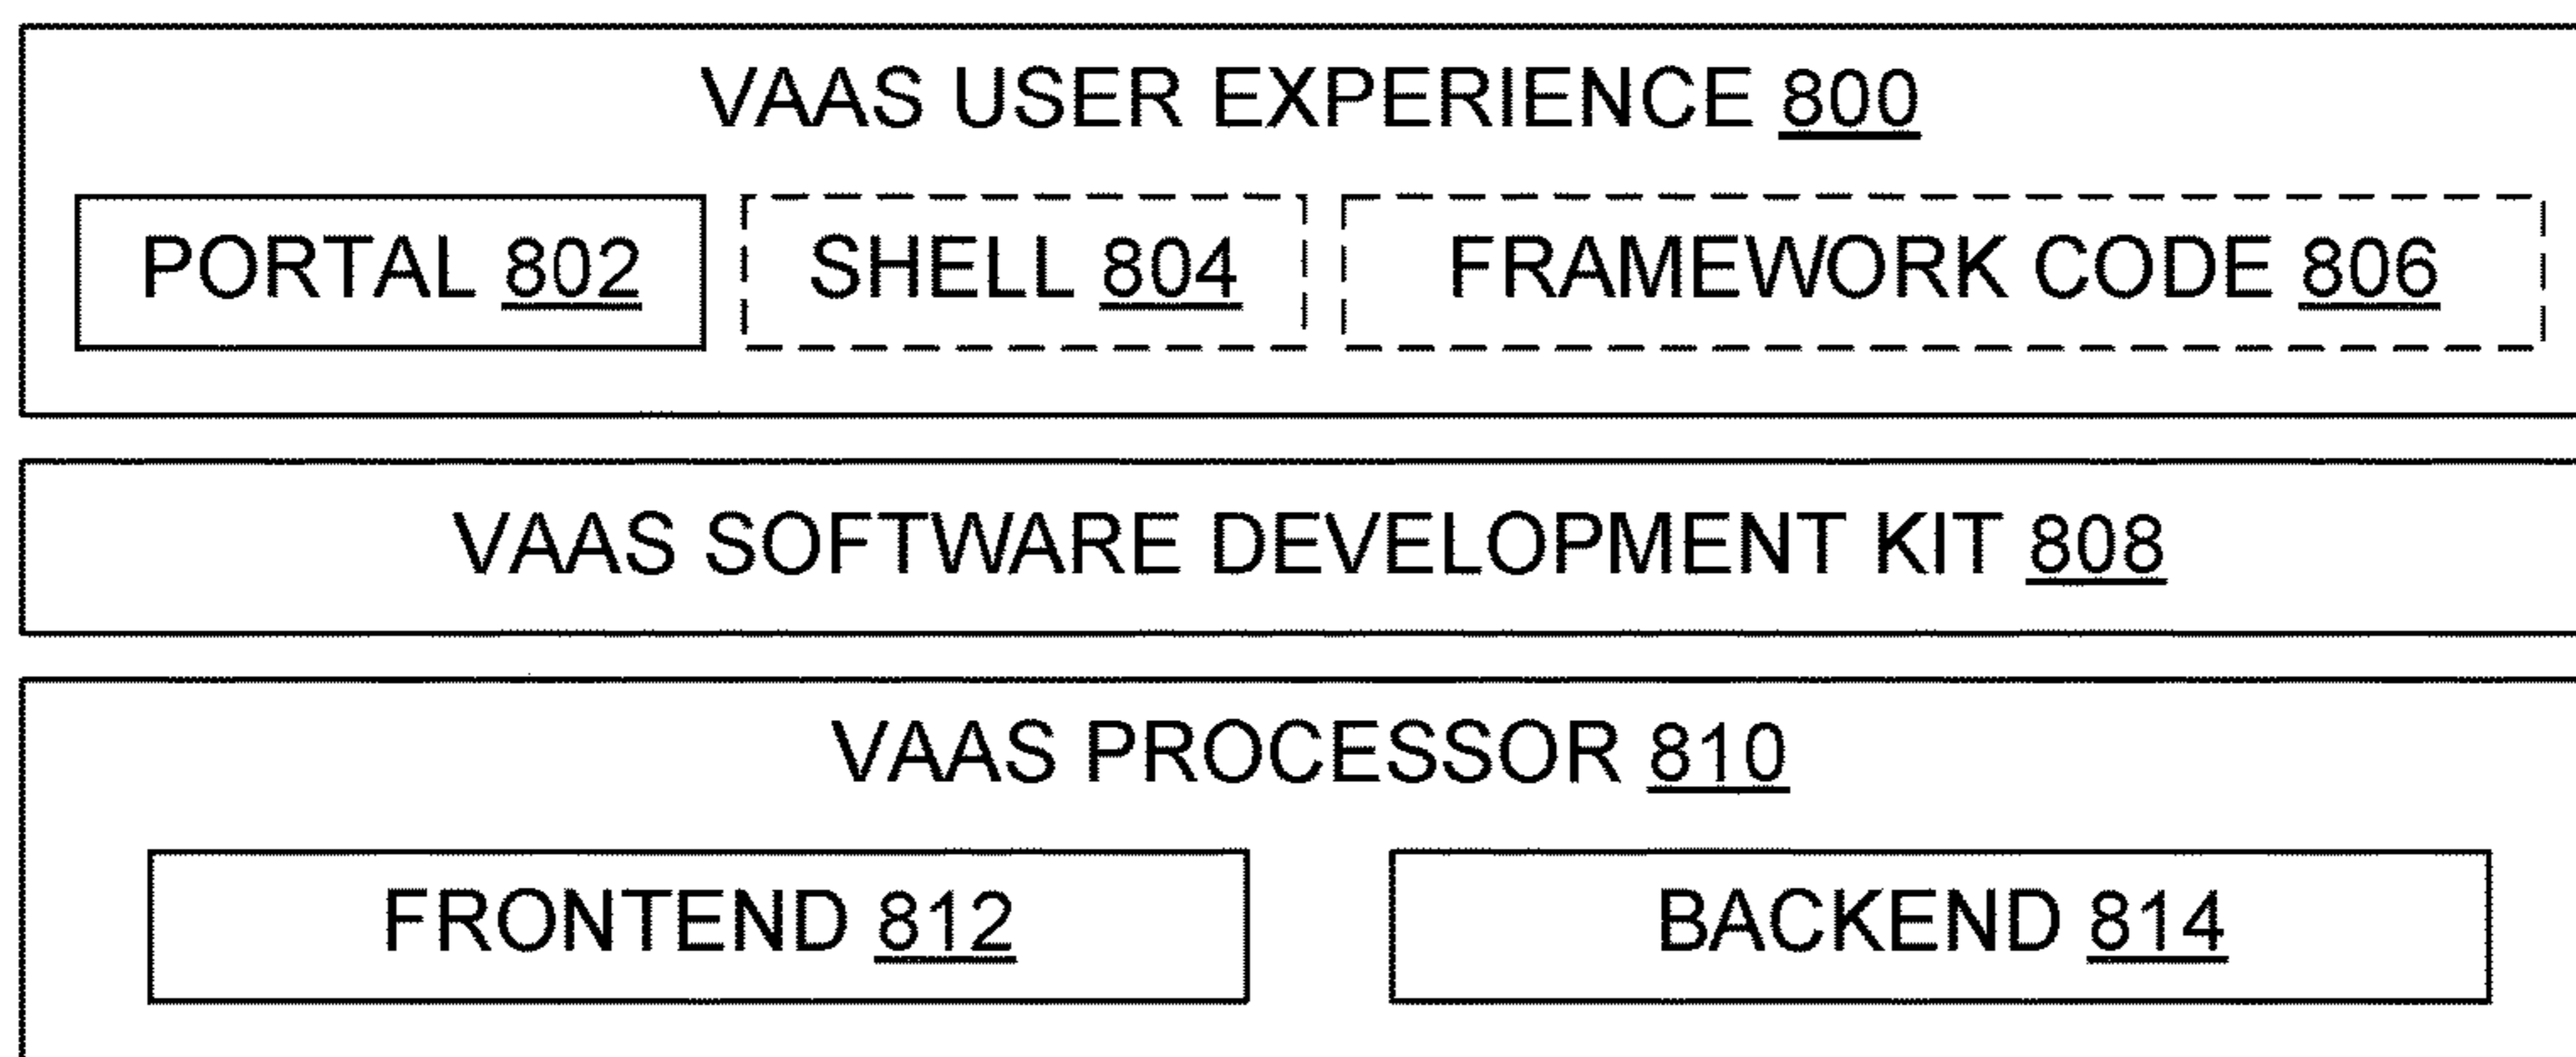 VAAS USER EXPERIENCE 800
PORTAL 802 SHELL 804 FRAMEWORK CODE 806
VAAS SOFTWARE DEVELOPMENT KIT 808
VAAS PROCESSOR 810
FRONTEND 812 BACKEND 814